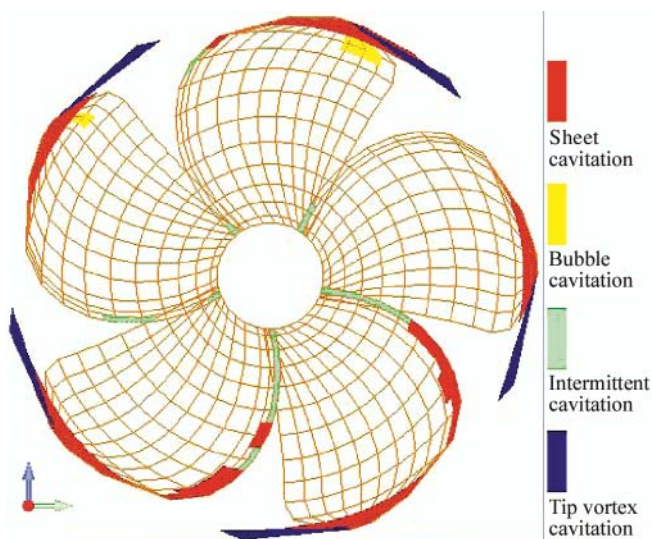 Sheet
cavitation
Bubble
cavitation
Intermittent
cavitation
Tip vortex
cavitation